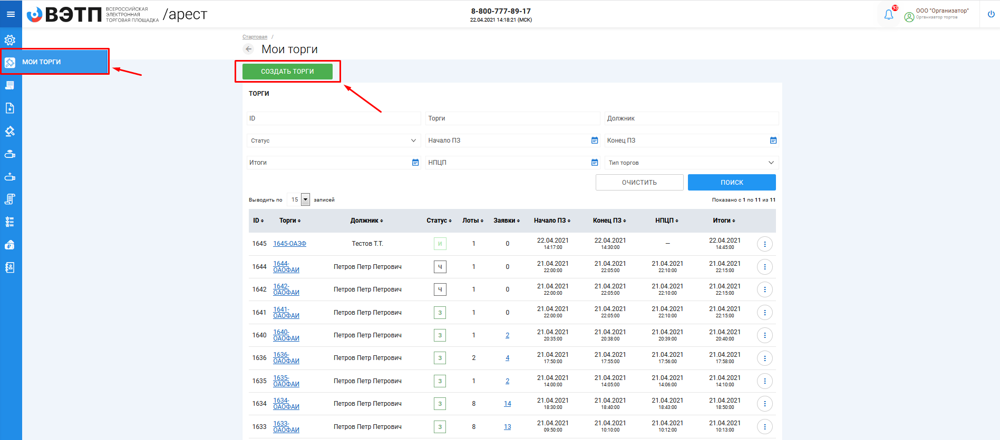 ВЭТП
ВСЕРОССИЙСКАЯ
ЭЛЕКТРОННАЯ
ТОРГОВАЯ ПЛОЩАДКА
/арест
8-800-777-89-17
22.04.2021 14:18:21 (МСК)
93
ООО "Организатор"
Организатор торгов
Стартовая /
Мои торги
МОИ ТОРГИ
СОЗДАТЬ ТОРГИ
ТОРГИ
ID Торги Должник
Статус Начало ПЗ Конец ПЗ
Итоги НПЦП Тип торгов
ОЧИСТИТЬ ПОИСК
Выводить по 15 записей Показано с 1 по 11 из 11
ID Торги Должник Статус Лоты Заявки Начало ПЗ Конец ПЗ НПЦП Итоги
1645 1645-ОАЗФ Тестов Т.Т. И 1 0 22.04.2021 22.04.2021 — 22.04.2021
14:17:00 14:30:00 14:45:00
1644 1644- Петров Петр Петрович Ч 1 0 21.04.2021 21.04.2021 21.04.2021 21.04.2021
ОАОФАИ 22:00:00 22:05:00 22:10:00 22:15:00
1642 1642- Петров Петр Петрович Ч 1 0 21.04.2021 21.04.2021 21.04.2021 21.04.2021
ОАОФАИ 22:00:00 22:05:00 22:10:00 22:15:00
1641 1641- Петров Петр Петрович З 1 0 21.04.2021 21.04.2021 21.04.2021 21.04.2021
ОАОФАИ 22:00:00 22:05:00 22:10:00 22:15:00
1640 1640- Петров Петр Петрович З 1 2 21.04.2021 21.04.2021 21.04.2021 21.04.2021
ОАОФАИ 20:35:00 20:38:00 20:39:00 20:40:00
1636 1636- Петров Петр Петрович З 2 4 21.04.2021 21.04.2021 21.04.2021 21.04.2021
ОАОФАИ 17:50:00 17:55:00 17:56:00 17:58:00
1635 1635- Петров Петр Петрович З 1 2 21.04.2021 21.04.2021 21.04.2021 21.04.2021
ОАОФАИ 14:00:00 14:05:00 14:06:00 14:10:00
1634 1634- Петров Петр Петрович З 8 14 21.04.2021 21.04.2021 21.04.2021 21.04.2021
ОАОФАИ 18:30:00 18:40:00 18:43:00 18:50:00
1633 1633- Петров Петр Петрович З 8 13 21.04.2021 21.04.2021 21.04.2021 21.04.2021
ОАОФАИ 09:50:00 10:10:00 10:12:00 10:13:00